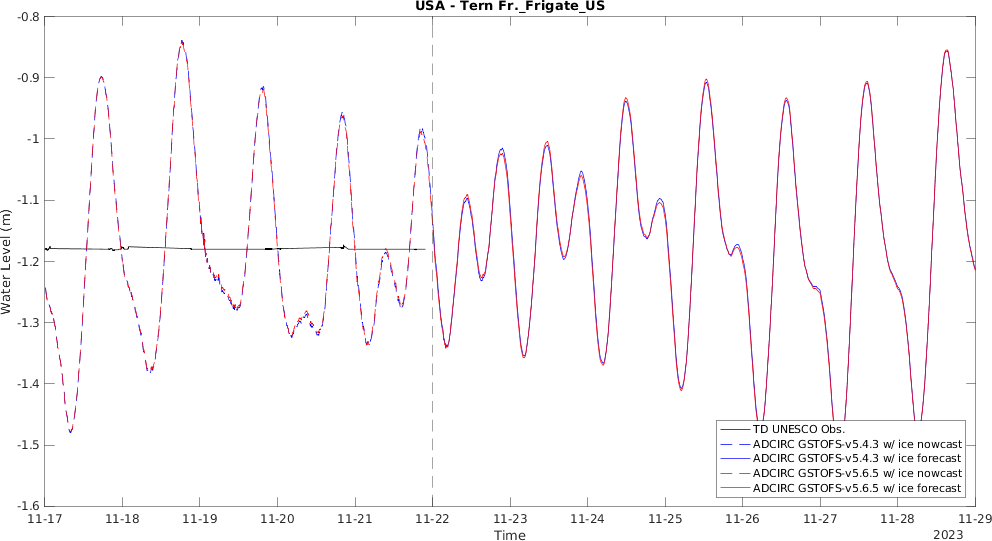 USA - Tern Fr._Frigate_US
-0.8
-0.9
-1
-1.1
-1.2
-1.3
-1.4
-1.5
-1.6
Water Level (m)
TD UNESCO Obs.
ADCIRC GSTOFS-v5.4.3 w/ ice nowcast
ADCIRC GSTOFS-v5.4.3 w/ ice forecast
ADCIRC GSTOFS-v5.6.5 w/ ice nowcast
ADCIRC GSTOFS-v5.6.5 w/ ice forecast
11-17 11-18 11-19 11-20 11-21 11-22 11-23 11-24 11-25 11-26 11-27 11-28 11-29
Time 2023